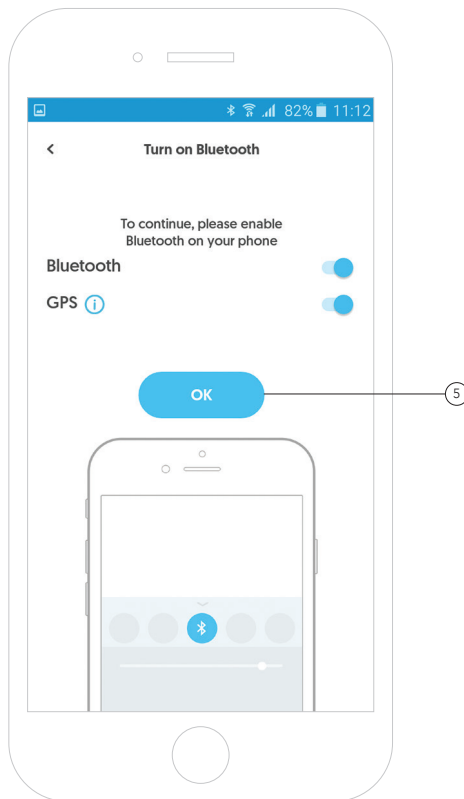 82% 11:12
Turn on Bluetooth
To continue, please enable
Bluetooth on your phone
Bluetooth
GPS i
OK
5